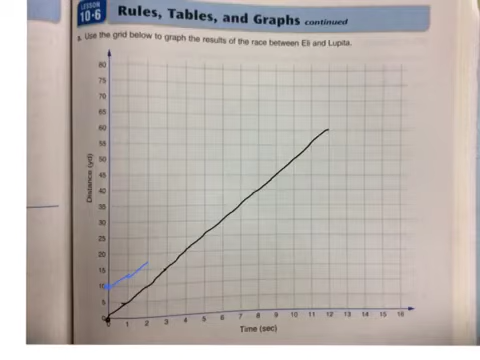 LESSON
10·6 Rules, Tables, and Graphs continued
3. Use the grid below to graph the results of the race between Eli and Lupita.
80
75
70
65
60
55
50
45
40
35
30
25
20
15
10
5
0
Distance (yd)
0 1 2 3 4 5 6 7 8 9 10 11 12 13 14 15 16
Time (sec)